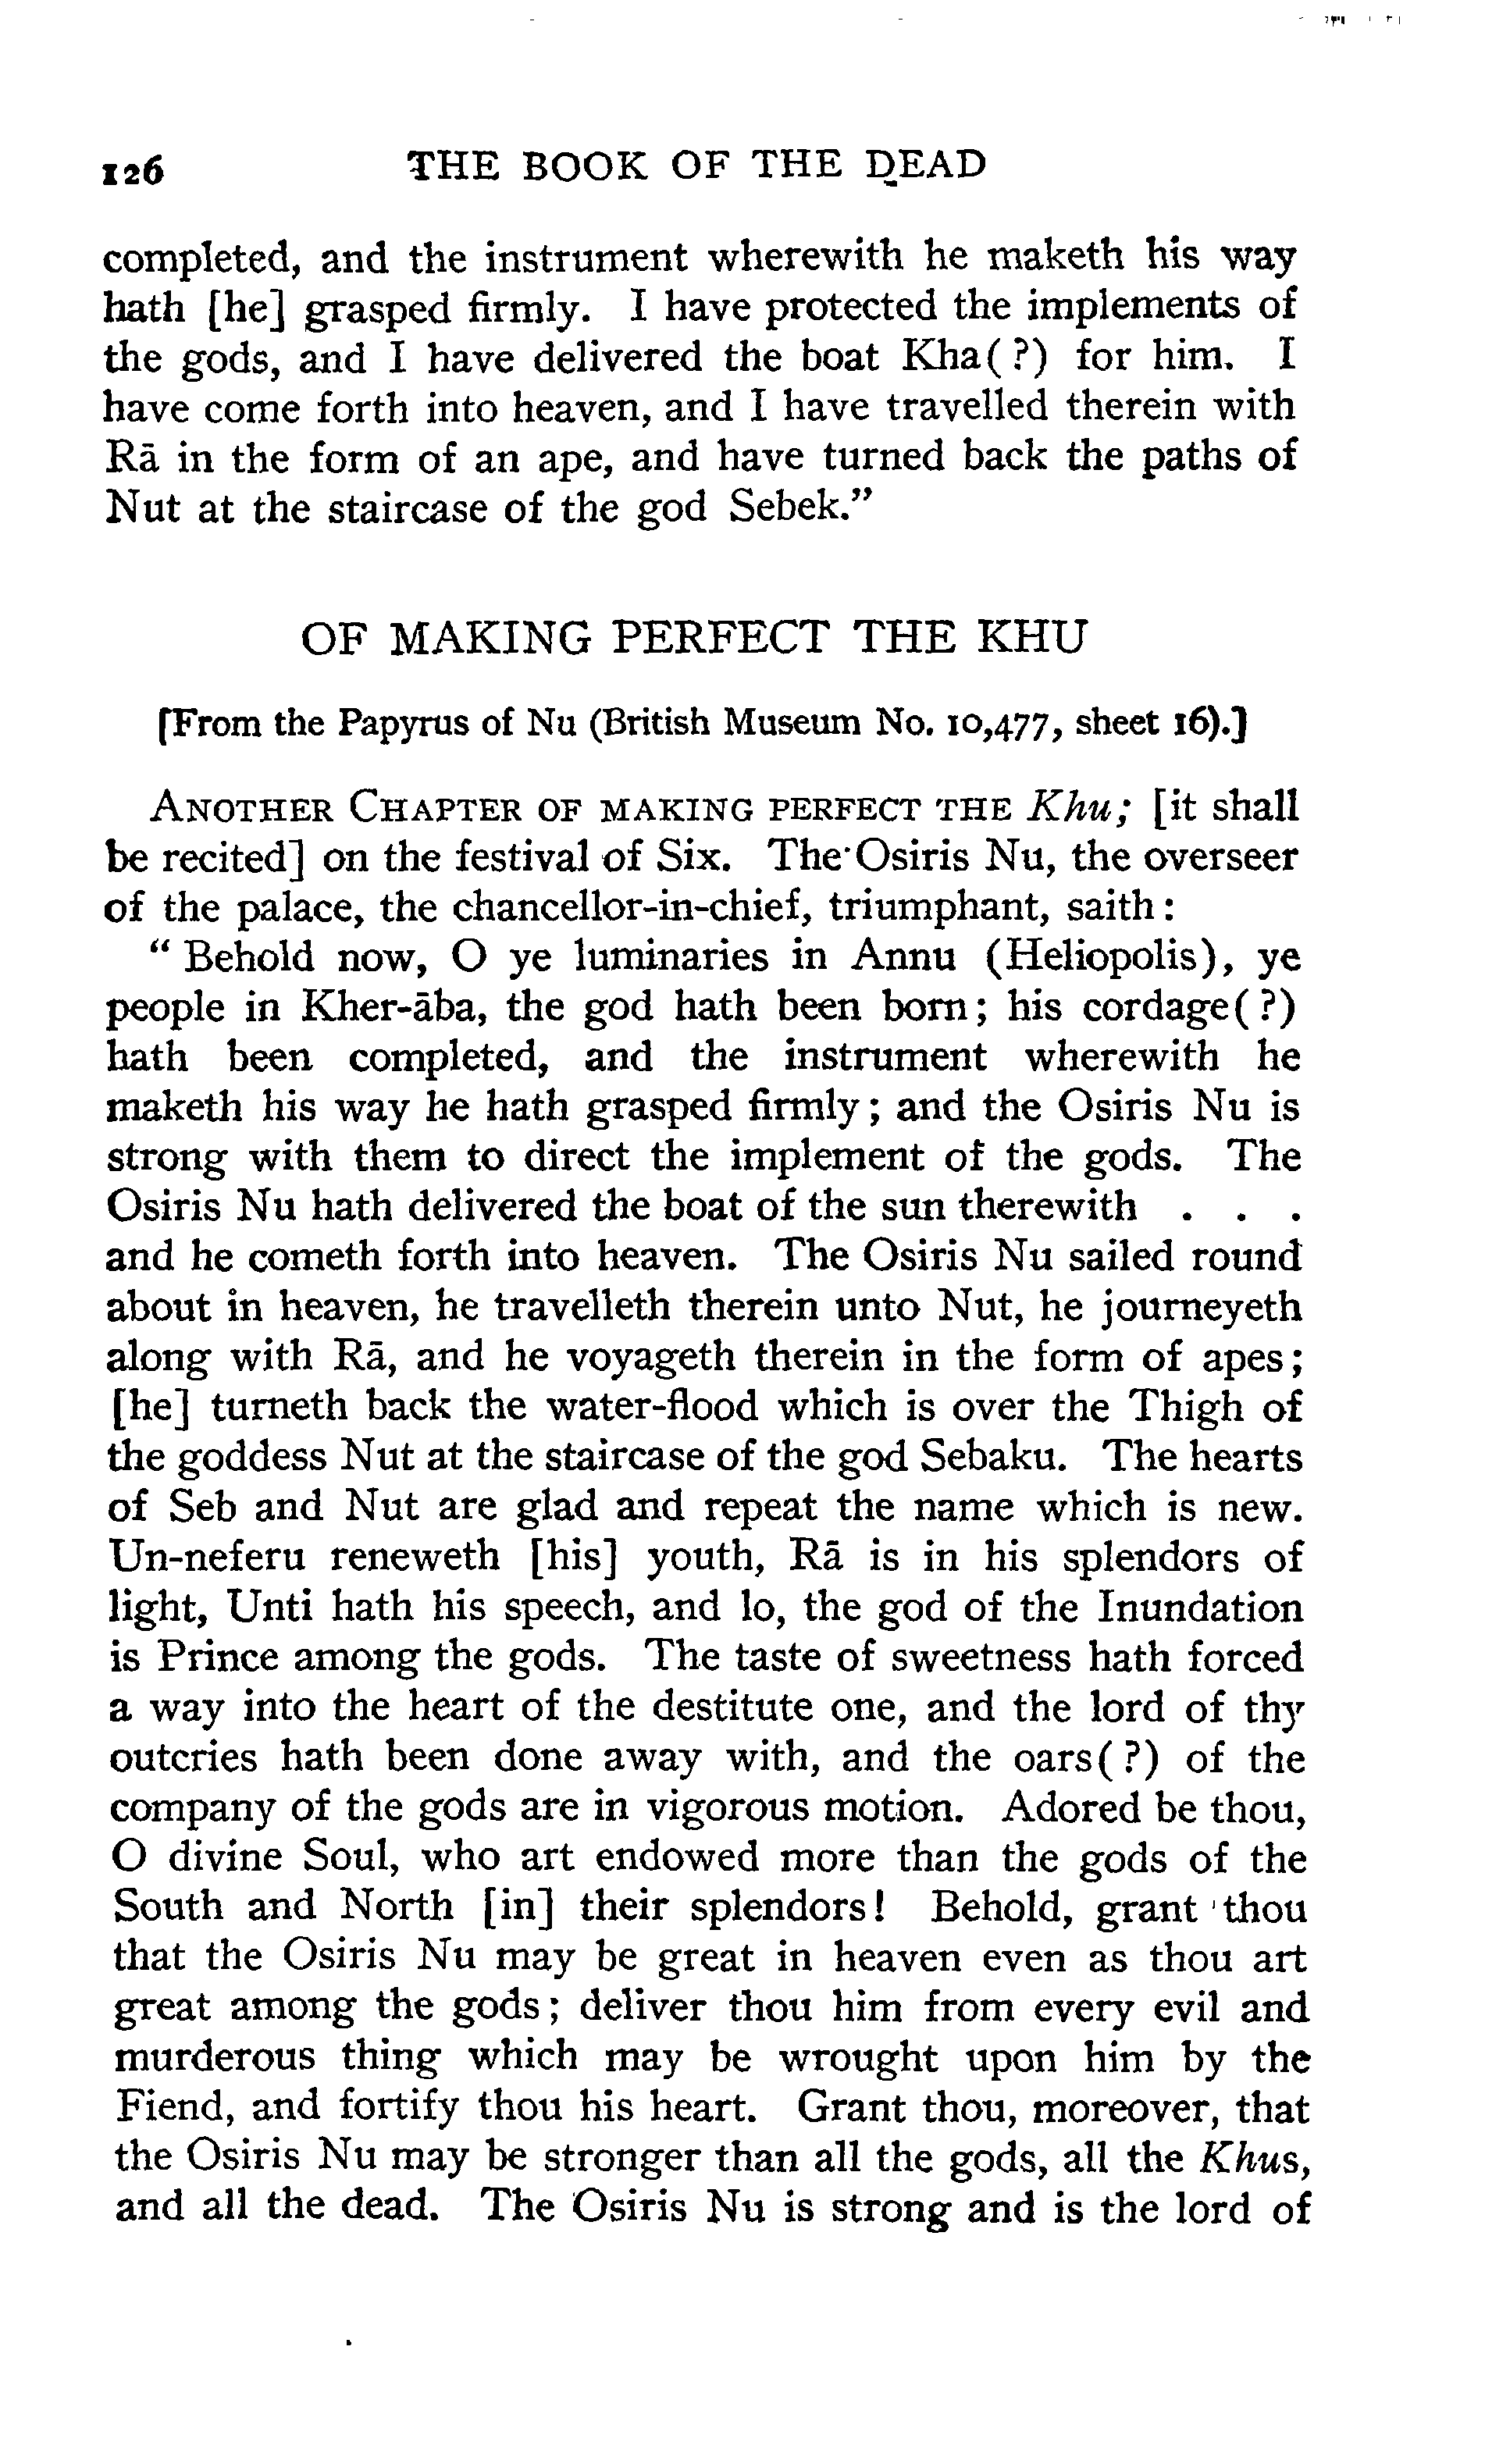 126 THE BOOK OF THE DEAD
completed, and the instrument wherewith he maketh his way
hath [he] grasped firmly. I have protected the implements of
the gods, and I have delivered the boat Kha(?) for him. I
have come forth into heaven, and I have travelled therein with
Rā in the form of an ape, and have turned back the paths of
Nut at the staircase of the god Sebek.”
OF MAKING PERFECT THE KHU
[From the Papyrus of Nu (British Museum No. 10,477, sheet 16).]
ANOTHER CHAPTER OF MAKING PERFECT THE Khu; [it shall
be recited] on the festival of Six. The Osiris Nu, the overseer
of the palace, the chancellor-in-chief, triumphant, saith:
“Behold now, O ye luminaries in Annu (Heliopolis), ye
people in Kher-āba, the god hath been born; his cordage(?)
hath been completed, and the instrument wherewith he
maketh his way he hath grasped firmly; and the Osiris Nu is
strong with them to direct the implement of the gods. The
Osiris Nu hath delivered the boat of the sun therewith . . .
and he cometh forth into heaven. The Osiris Nu sailed round
about in heaven, he travelleth therein unto Nut, he journeyeth
along with Rā, and he voyageth therein in the form of apes;
[he] turneth back the water-flood which is over the Thigh of
the goddess Nut at the staircase of the god Sebaku. The hearts
of Seb and Nut are glad and repeat the name which is new.
Un-neferu reneweth [his] youth, Rā is in his splendors of
light, Unti hath his speech, and lo, the god of the Inundation
is Prince among the gods. The taste of sweetness hath forced
a way into the heart of the destitute one, and the lord of thy
outcries hath been done away with, and the oars(?) of the
company of the gods are in vigorous motion. Adored be thou,
O divine Soul, who art endowed more than the gods of the
South and North [in] their splendors! Behold, grant thou
that the Osiris Nu may be great in heaven even as thou art
great among the gods; deliver thou him from every evil and
murderous thing which may be wrought upon him by the
Fiend, and fortify thou his heart. Grant thou, moreover, that
the Osiris Nu may be stronger than all the gods, all the Khus,
and all the dead. The Osiris Nu is strong and is the lord of